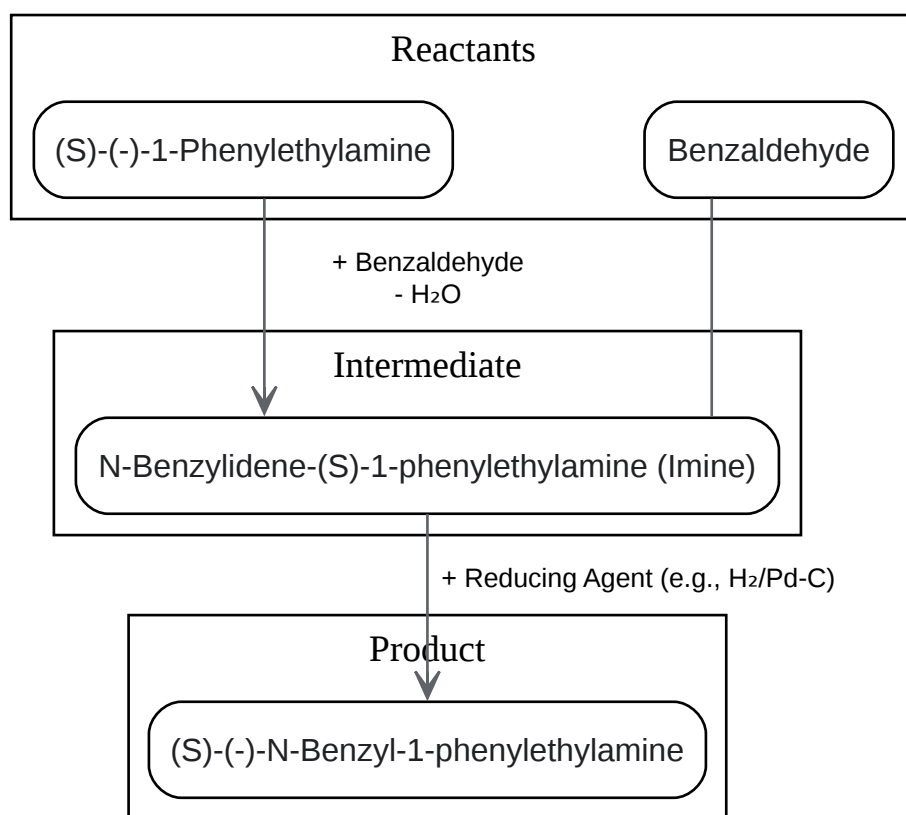 Reactants
(S)-(-)-1-Phenylethylamine
Benzaldehyde
+ Benzaldehyde
- H₂O
Intermediate
N-Benzylidene-(S)-1-phenylethylamine (Imine)
+ Reducing Agent (e.g., H₂/Pd-C)
Product
(S)-(-)-N-Benzyl-1-phenylethylamine